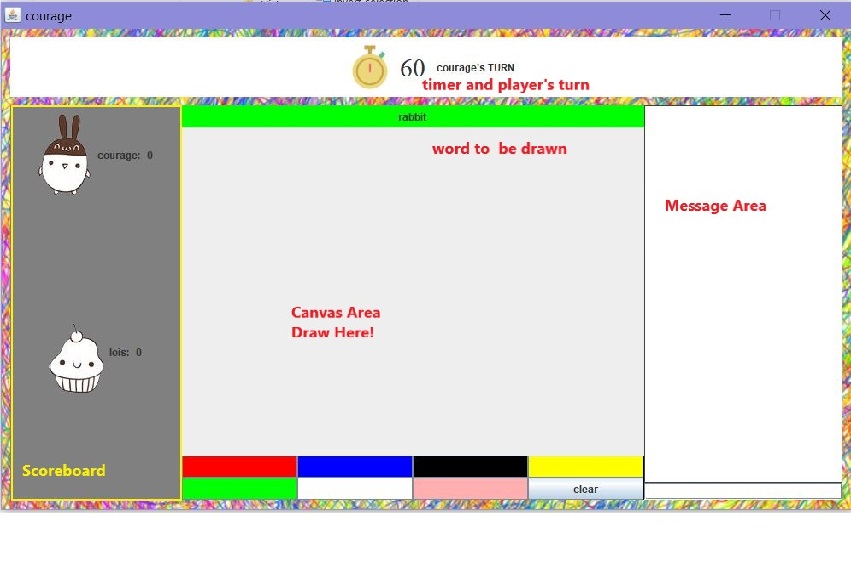 courage
60
courage's TURN
timer and player's turn
rabbit
word to be drawn
courage: 0
Message Area
Canvas Area
Draw Here!
lois: 0
Scoreboard
clear